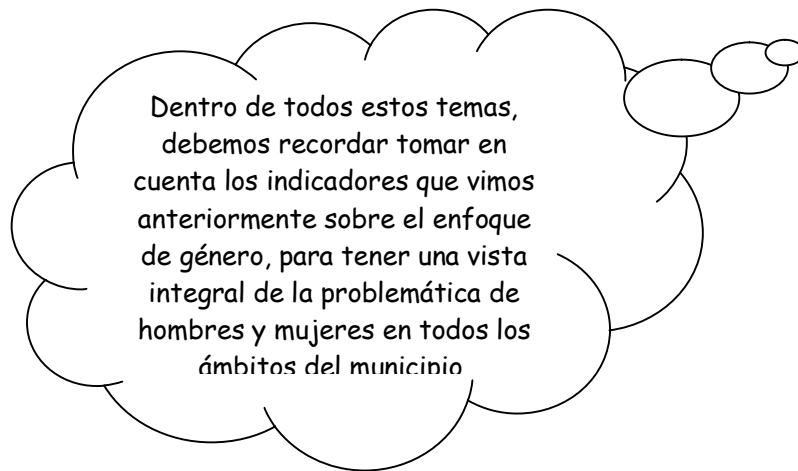 Dentro de todos estos temas,
debemos recordar tomar en
cuenta los indicadores que vimos
anteriormente sobre el enfoque
de género, para tener una vista
integral de la problemática de
hombres y mujeres en todos los
ámbitos del municipio